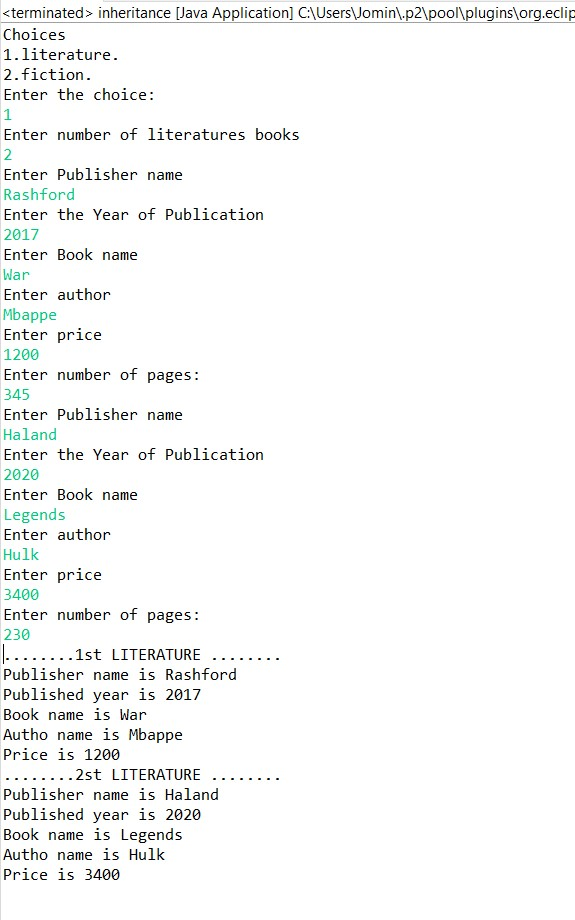 <terminated> inheritance [Java Application] C:\Users\Jomin\.p2\pool\plugins\org.eclip
Choices
1.literature.
2.fiction.
Enter the choice:
1
Enter number of literatures books
2
Enter Publisher name
Rashford
Enter the Year of Publication
2017
Enter Book name
War
Enter author
Mbappe
Enter price
1200
Enter number of pages:
345
Enter Publisher name
Haland
Enter the Year of Publication
2020
Enter Book name
Legends
Enter author
Hulk
Enter price
3400
Enter number of pages:
230
........1st LITERATURE ........
Publisher name is Rashford
Published year is 2017
Book name is War
Autho name is Mbappe
Price is 1200
........2st LITERATURE ........
Publisher name is Haland
Published year is 2020
Book name is Legends
Autho name is Hulk
Price is 3400